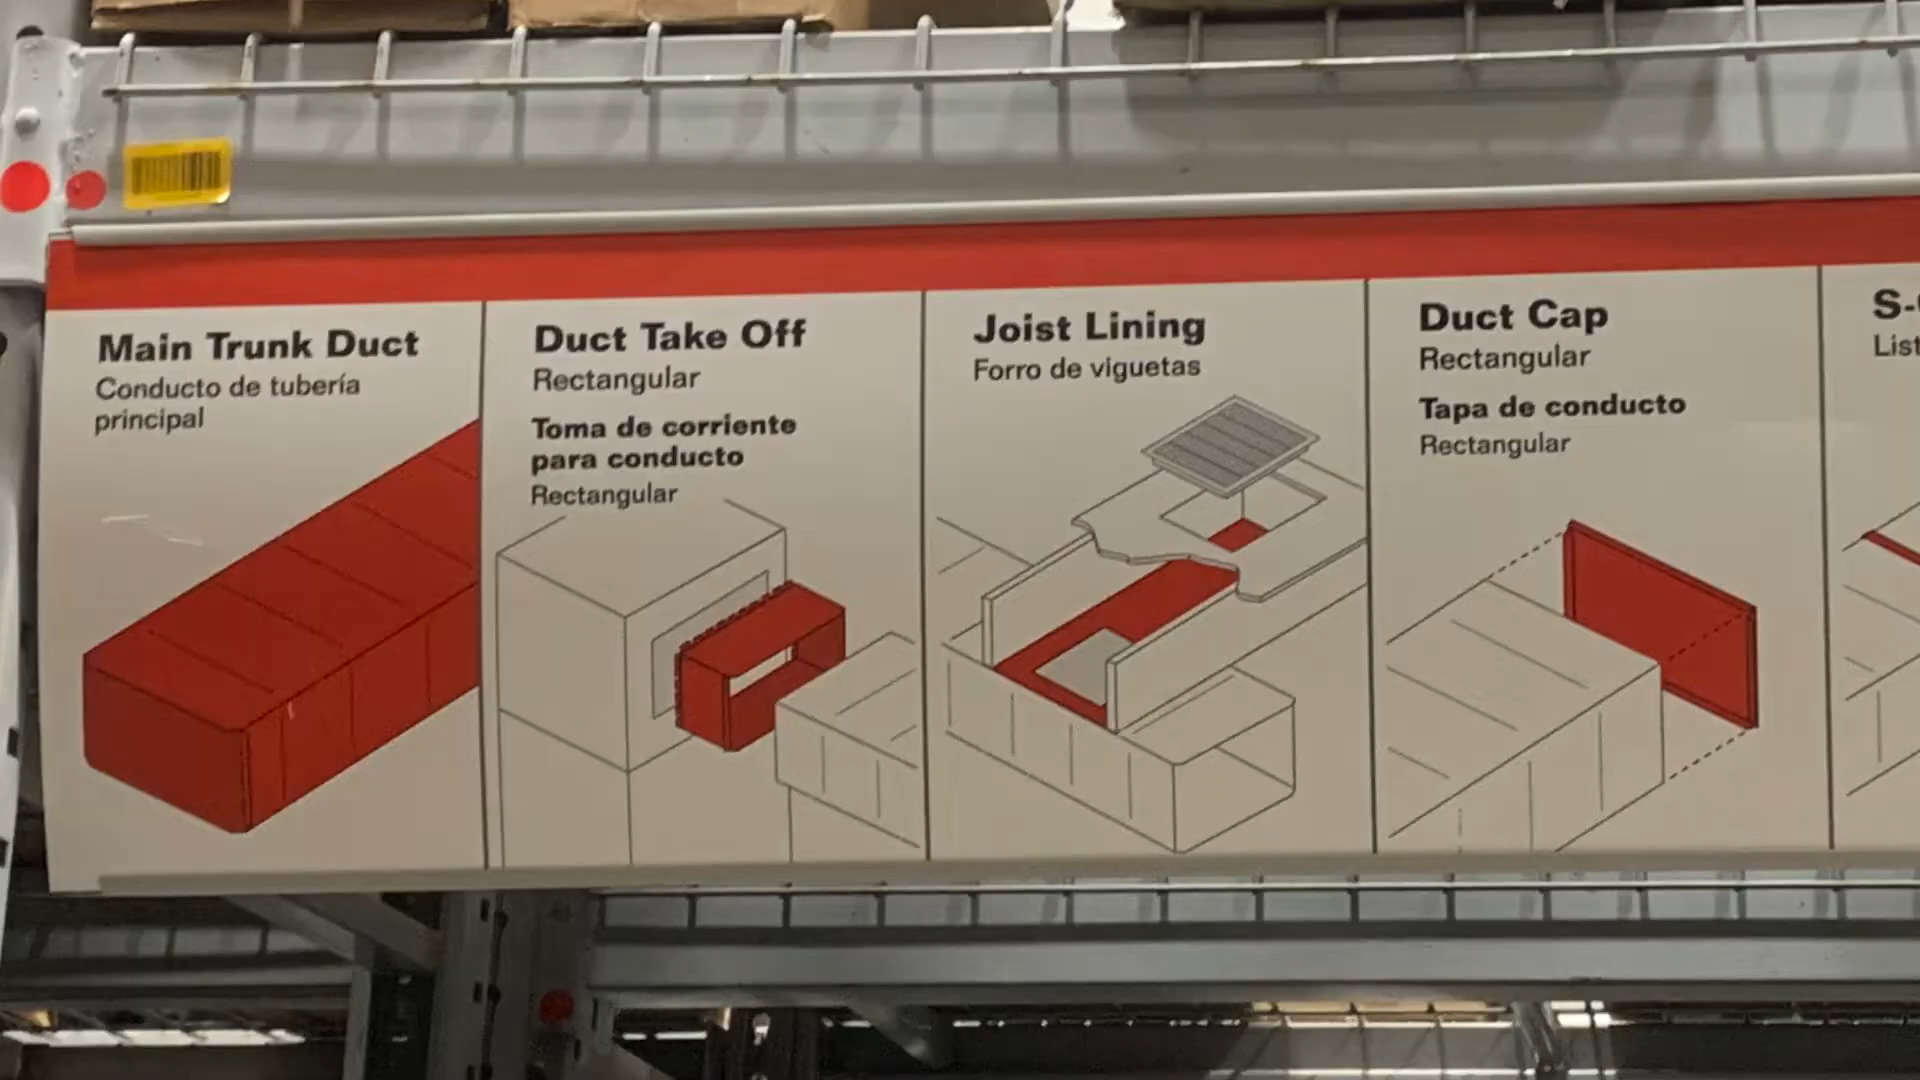 Main Trunk Duct
Conducto de tubería
principal
Duct Take Off
Rectangular
Toma de corriente
para conducto
Rectangular
Joist Lining
Forro de viguetas
Duct Cap
Rectangular
Tapa de conducto
Rectangular
S-
List